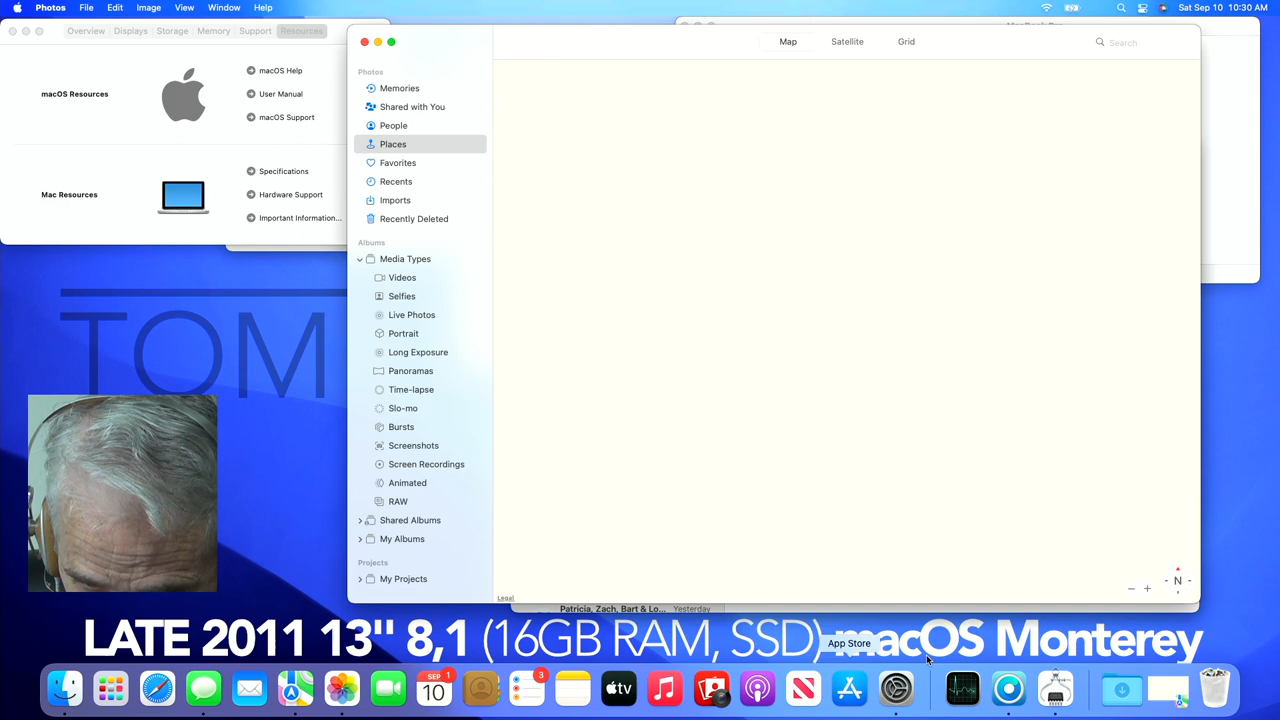 Photos File Edit Image View Window Help
Sat Sep 10 10:30 AM
Overview Displays Storage Memory Support Resources
macOS Resources
macOS Help
User Manual
macOS Support
Mac Resources
Specifications
Hardware Support
Important Information...
Map Satellite Grid
Search
Photos
Memories
Shared with You
People
Places
Favorites
Recents
Imports
Recently Deleted
Albums
Media Types
Videos
Selfies
Live Photos
Portrait
Long Exposure
Panoramas
Time-lapse
Slo-mo
Bursts
Screenshots
Screen Recordings
Animated
RAW
Shared Albums
My Albums
Projects
My Projects
Legal
N
TOM
Patricia, Zach, Bart & Lo... Yesterday
LATE 2011 13" 8,1 (16GB RAM, SSD) macOS Monterey
App Store
SEP 1
10
3
tv